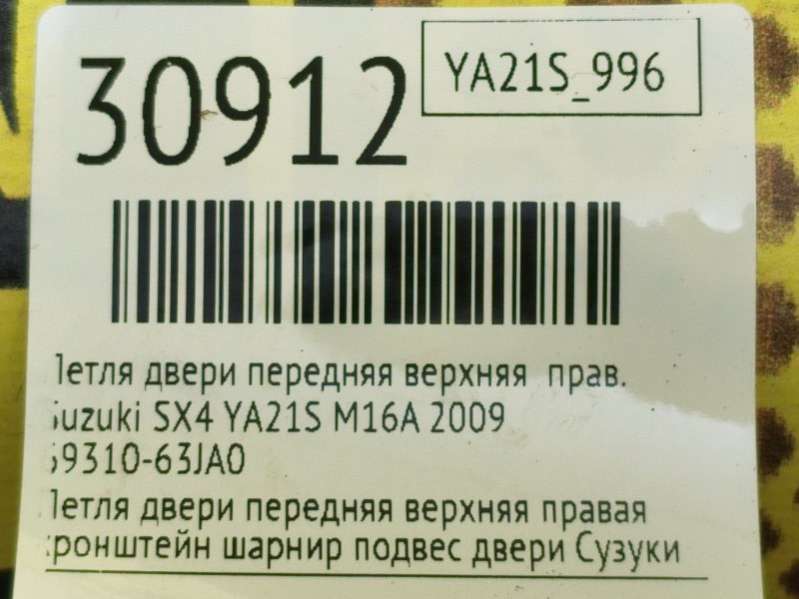 30912
YA21S_996
Петля двери передняя верхняя прав.
Suzuki SX4 YA21S M16A 2009
69310-63JA0
Петля двери передняя верхняя правая
кронштейн шарнир подвес двери Сузуки